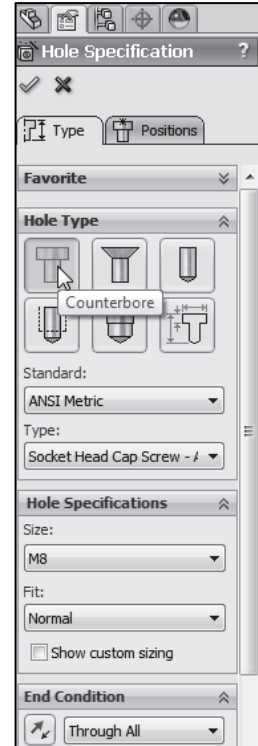 Hole Specification ?
Type Positions
Favorite
Hole Type
Counterbore
Standard:
ANSI Metric
Type:
Socket Head Cap Screw -
Hole Specifications
Size:
M8
Fit:
Normal
Show custom sizing
End Condition
Through All